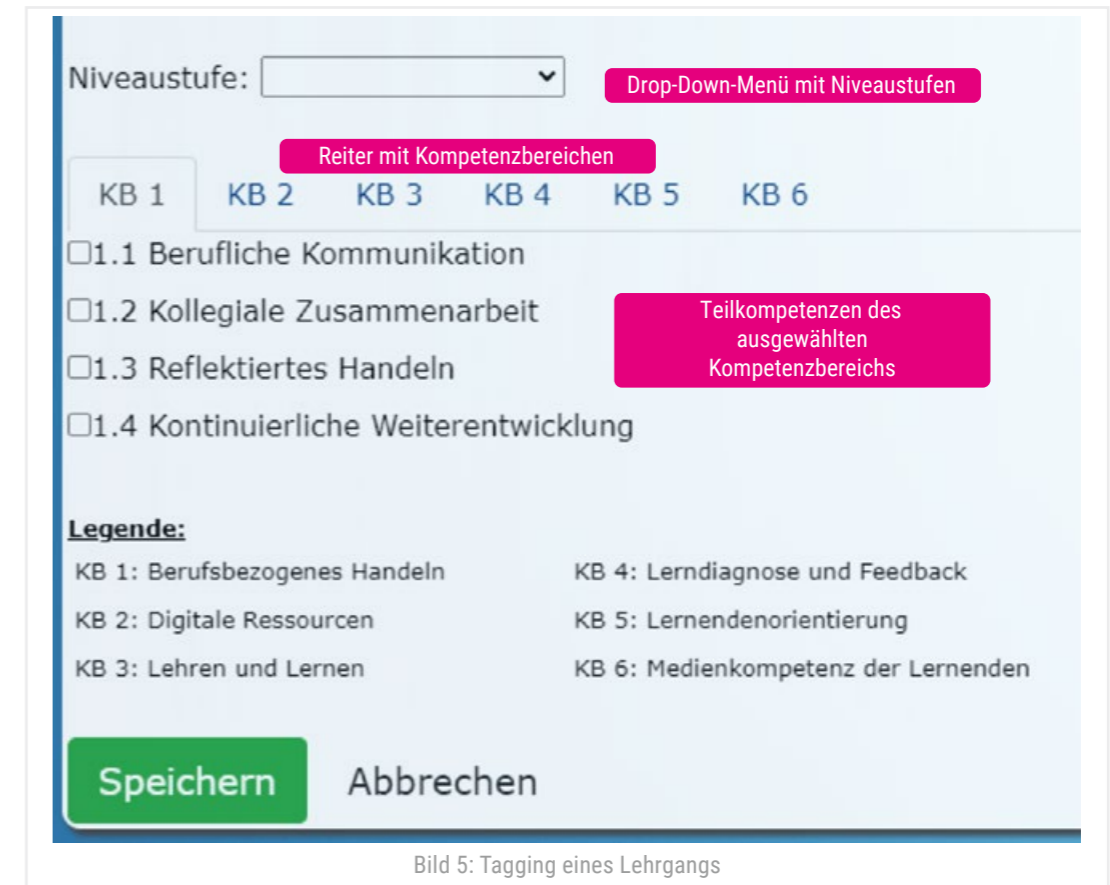 Niveaustufe:
Drop-Down-Menü mit Niveaustufen
Reiter mit Kompetenzbereichen
KB 1 KB 2 KB 3 KB 4 KB 5 KB 6
1.1 Berufliche Kommunikation
1.2 Kollegiale Zusammenarbeit
Teilkompetenzen des
ausgewählten
Kompetenzbereichs
1.3 Reflektiertes Handeln
1.4 Kontinuierliche Weiterentwicklung
Legende:
KB 1: Berufsbezogenes Handeln
KB 2: Digitale Ressourcen
KB 3: Lehren und Lernen
KB 4: Lerndiagnose und Feedback
KB 5: Lernendenorientierung
KB 6: Medienkompetenz der Lernenden
Speichern Abbrechen
Bild 5: Tagging eines Lehrgangs